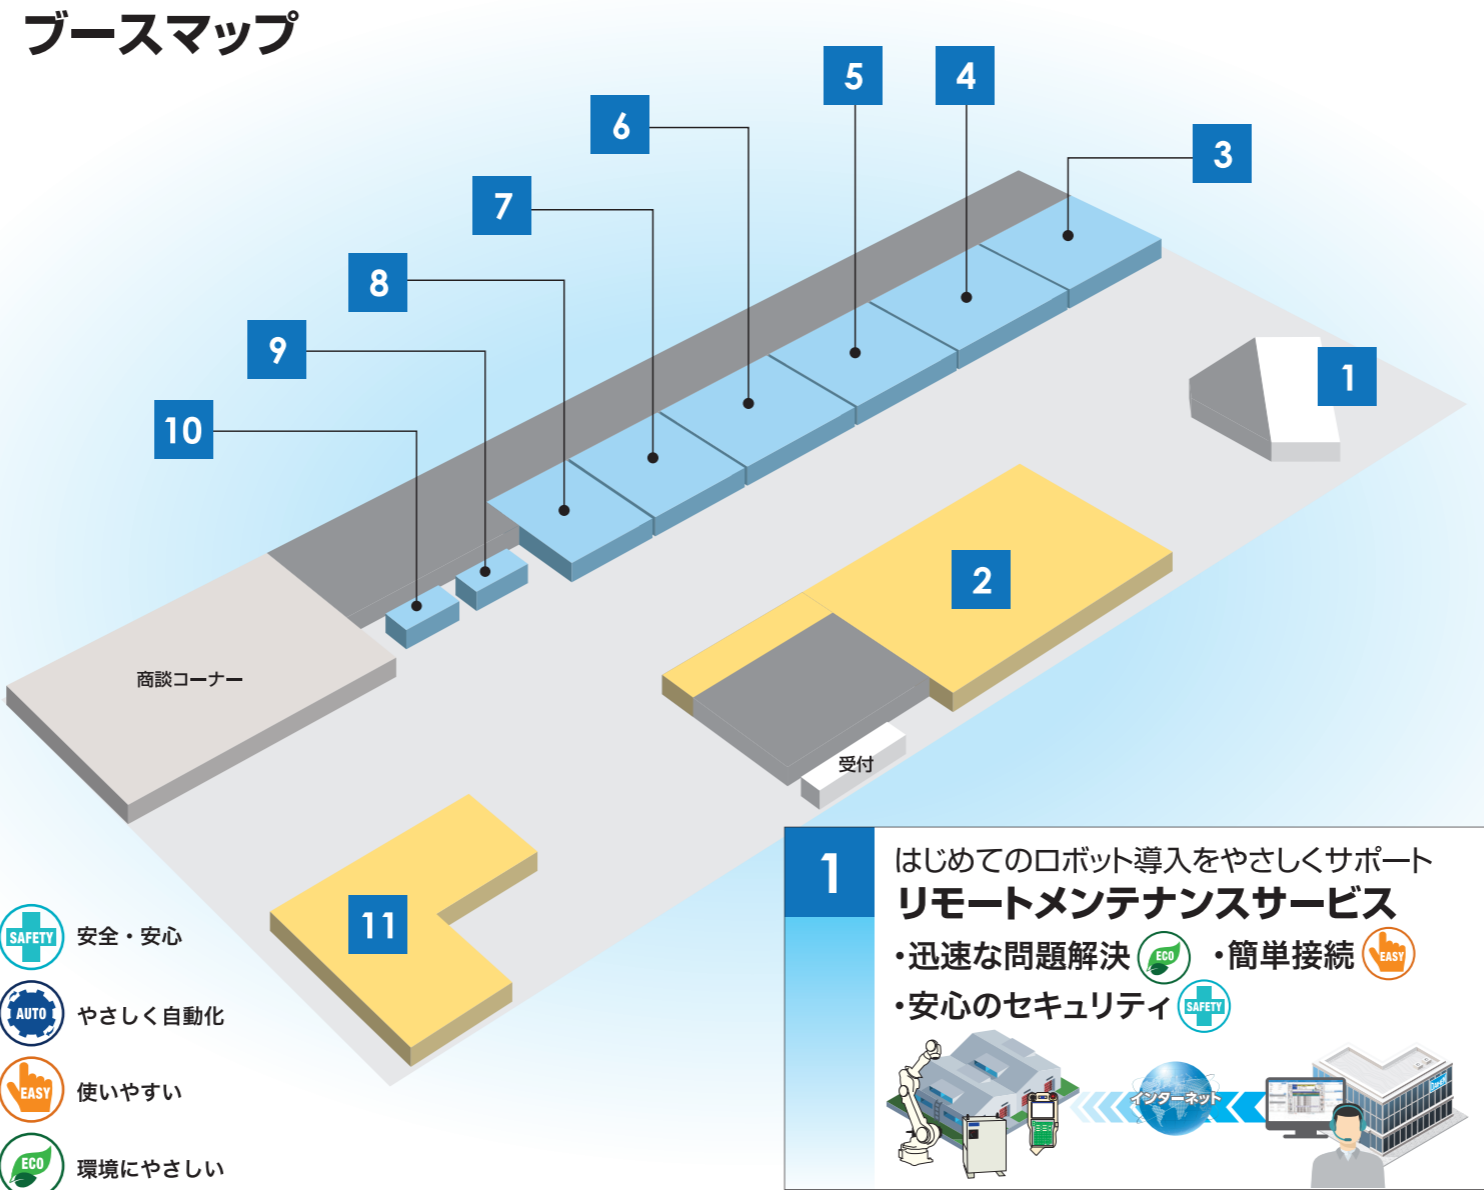 ブースマップ
5
4
6
3
7
8
9
1
10
2
商談コーナー
受付
11
1
はじめてのロボット導入をやさしくサポート
リモートメンテナンスサービス
・迅速な問題解決 ECO ・簡単接続 EASY
・安心のセキュリティ SAFETY
インターネット
SAFETY 安全・安心
AUTO やさしく自動化
EASY 使いやすい
ECO 環境にやさしい